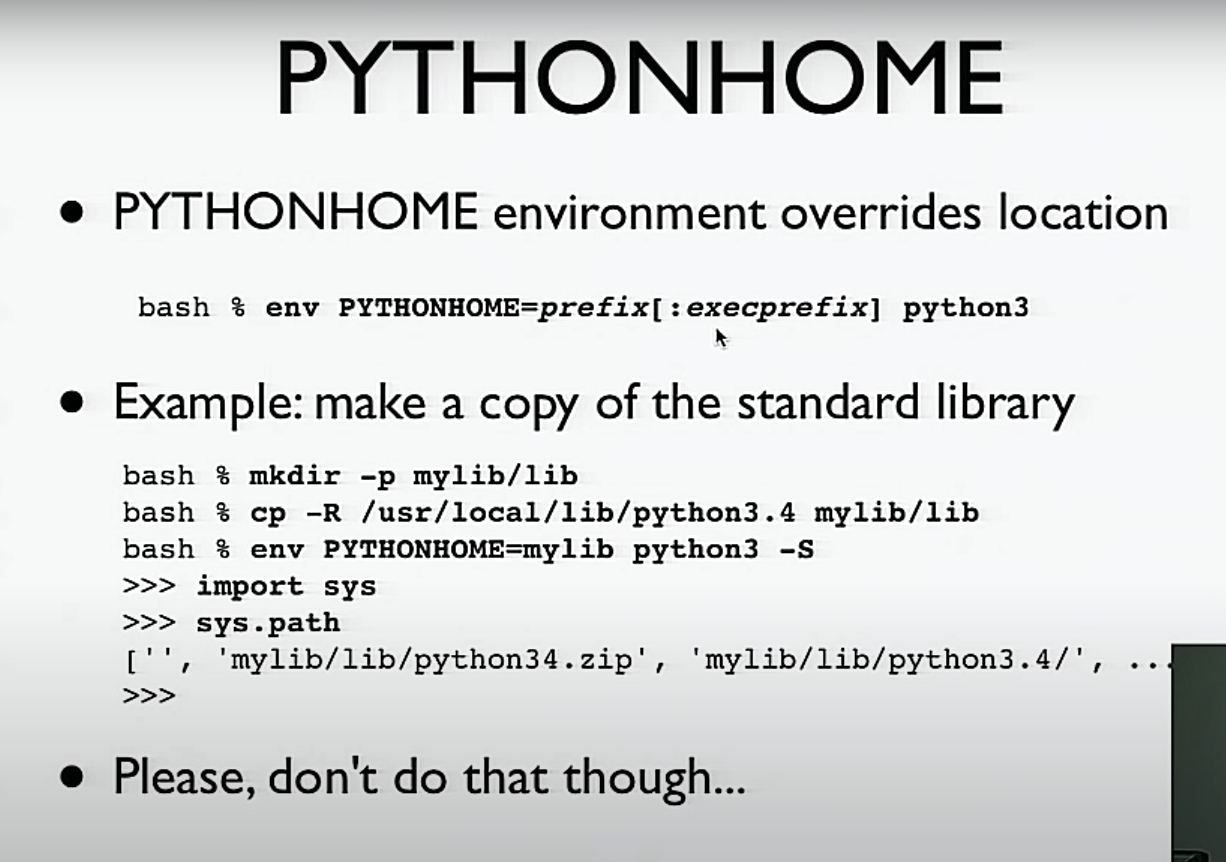 PYTHONHOME
• PYTHONHOME environment overrides location
bash % env PYTHONHOME=prefix[:execprefix] python3
• Example: make a copy of the standard library
bash % mkdir -p mylib/lib
bash % cp -R /usr/local/lib/python3.4 mylib/lib
bash % env PYTHONHOME=mylib python3 -S
>>> import sys
>>> sys.path
['', 'mylib/lib/python34.zip', 'mylib/lib/python3.4/', ...
>>>
• Please, don't do that though...